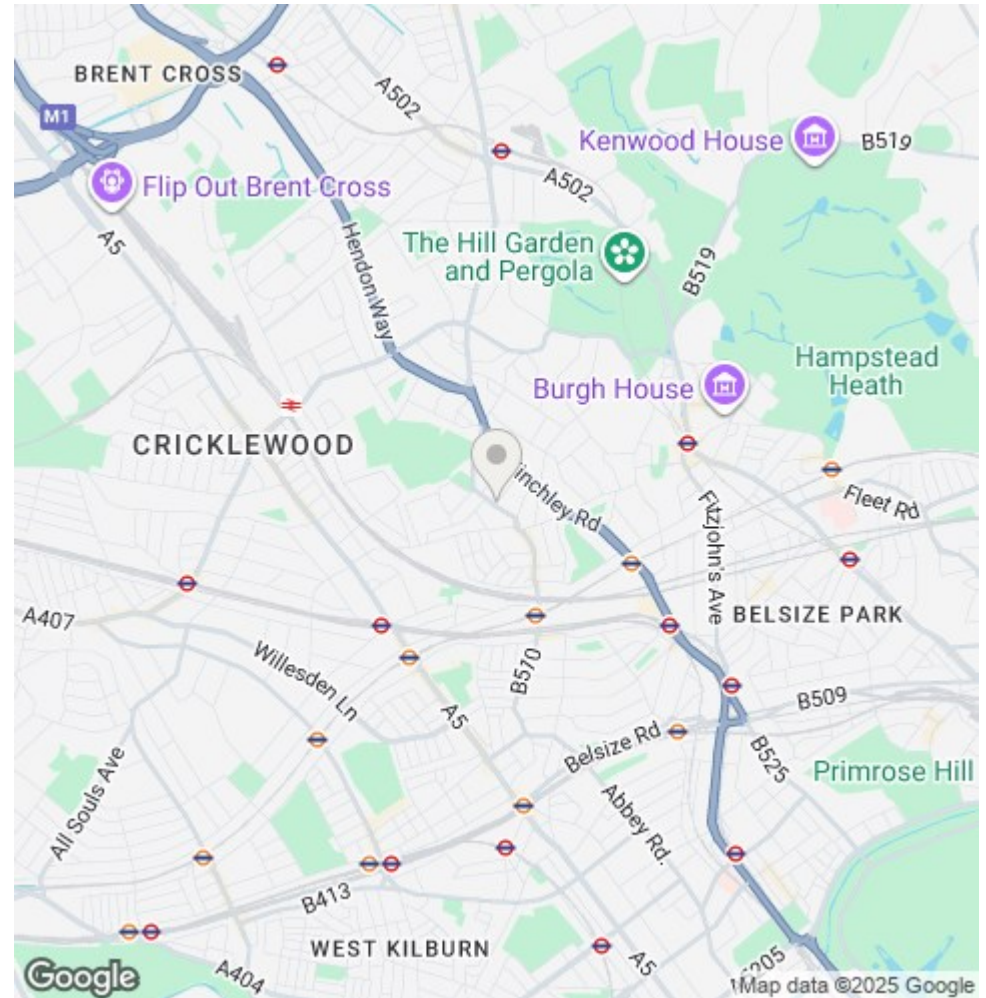 BRENT CROSS
M1
A502
Kenwood House
B519
Flip Out Brent Cross
A502
A5
Hendon Way
The Hill Garden
and Pergola
B519
Hampstead
Heath
Burgh House
CRICKLEWOOD
inchley Rd
Fleet Rd
Fitzjohn's Ave
A407
BELSIZE PARK
Willesden Ln
B510
B509
A5
Belsize Rd
B525
Primrose Hill
All Souls Ave
Abbey Rd.
B413
WEST KILBURN
A5
A404
A5205
Google
Map data ©2025 Google